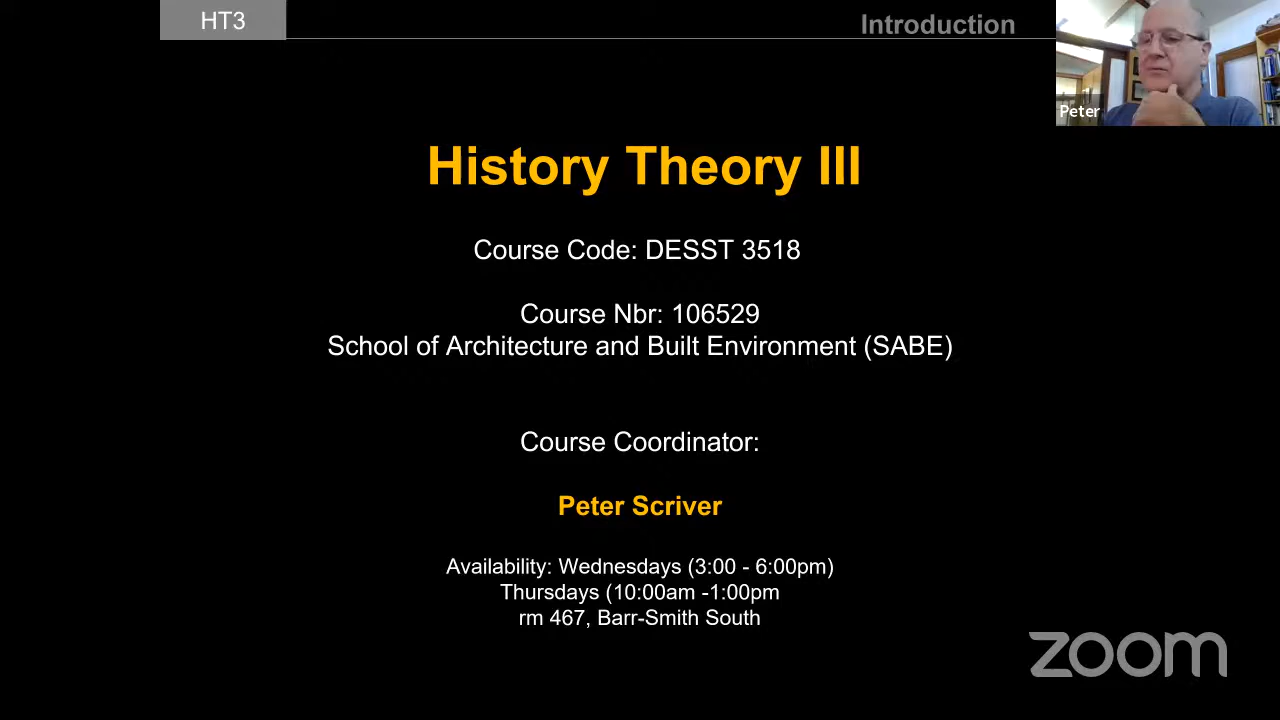 HT3
Introduction
Peter
History Theory III
Course Code: DESST 3518
Course Nbr: 106529
School of Architecture and Built Environment (SABE)
Course Coordinator:
Peter Scriver
Availability: Wednesdays (3:00 - 6:00pm)
Thursdays (10:00am -1:00pm
rm 467, Barr-Smith South
zoom